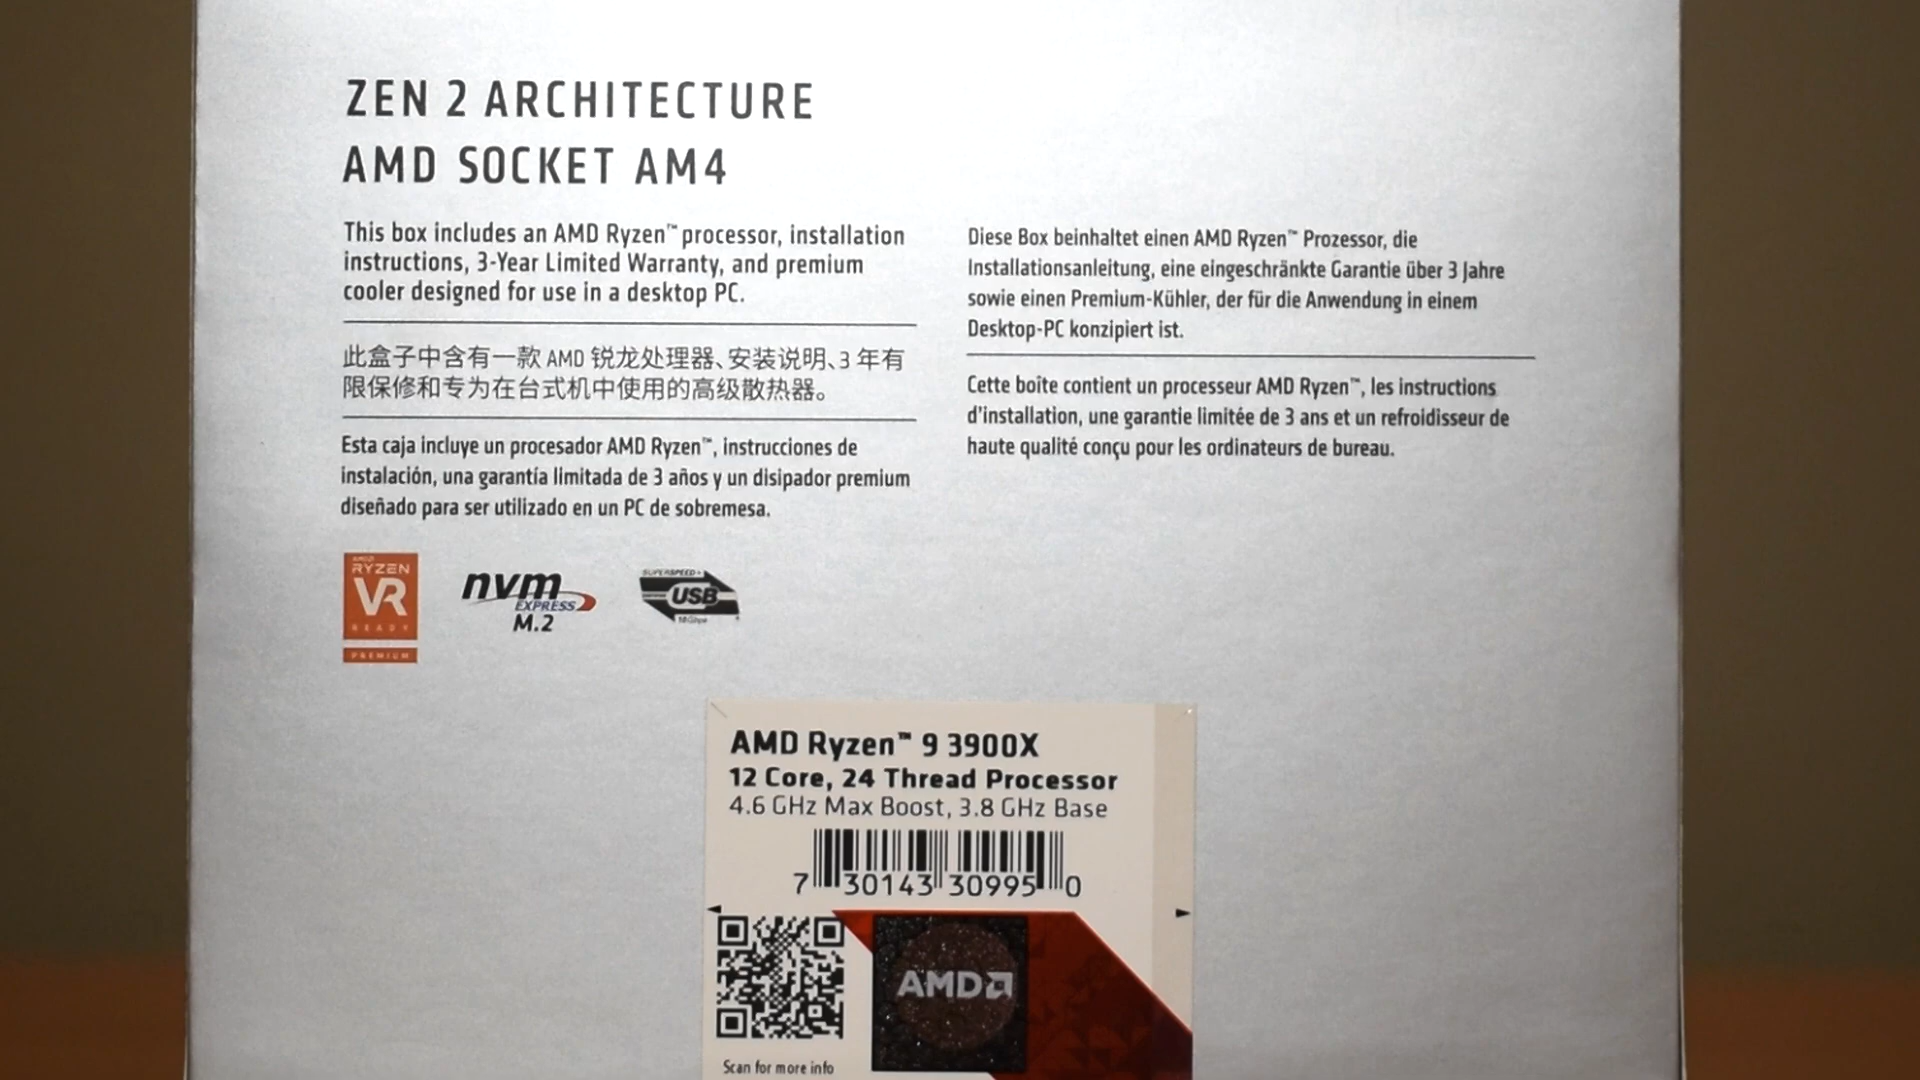 ZEN 2 ARCHITECTURE
AMD SOCKET AM4
This box includes an AMD Ryzen™ processor, installation
instructions, 3-Year Limited Warranty, and premium
cooler designed for use in a desktop PC.
此盒子中含有一款 AMD 锐龙处理器、安装说明、3 年有
限保修和专为在台式机中使用的高级散热器。
Esta caja incluye un procesador AMD Ryzen™, instrucciones de
instalación, una garantía limitada de 3 años y un disipador premium
diseñado para ser utilizado en un PC de sobremesa.
Diese Box beinhaltet einen AMD Ryzen™ Prozessor, die
Installationsanleitung, eine eingeschränkte Garantie über 3 Jahre
sowie einen Premium-Kühler, der für die Anwendung in einem
Desktop-PC konzipiert ist.
Cette boîte contient un processeur AMD Ryzen™, les instructions
d'installation, une garantie limitée de 3 ans et un refroidisseur de
haute qualité conçu pour les ordinateurs de bureau.
AMD
RYZEN
VR
READY
PREMIUM
nvm
EXPRESS
M.2
SUPERSPEED+
USB
10Gbps
AMD Ryzen™ 9 3900X
12 Core, 24 Thread Processor
4.6 GHz Max Boost, 3.8 GHz Base
7 30143 30995 0
AMD
Scan for more info